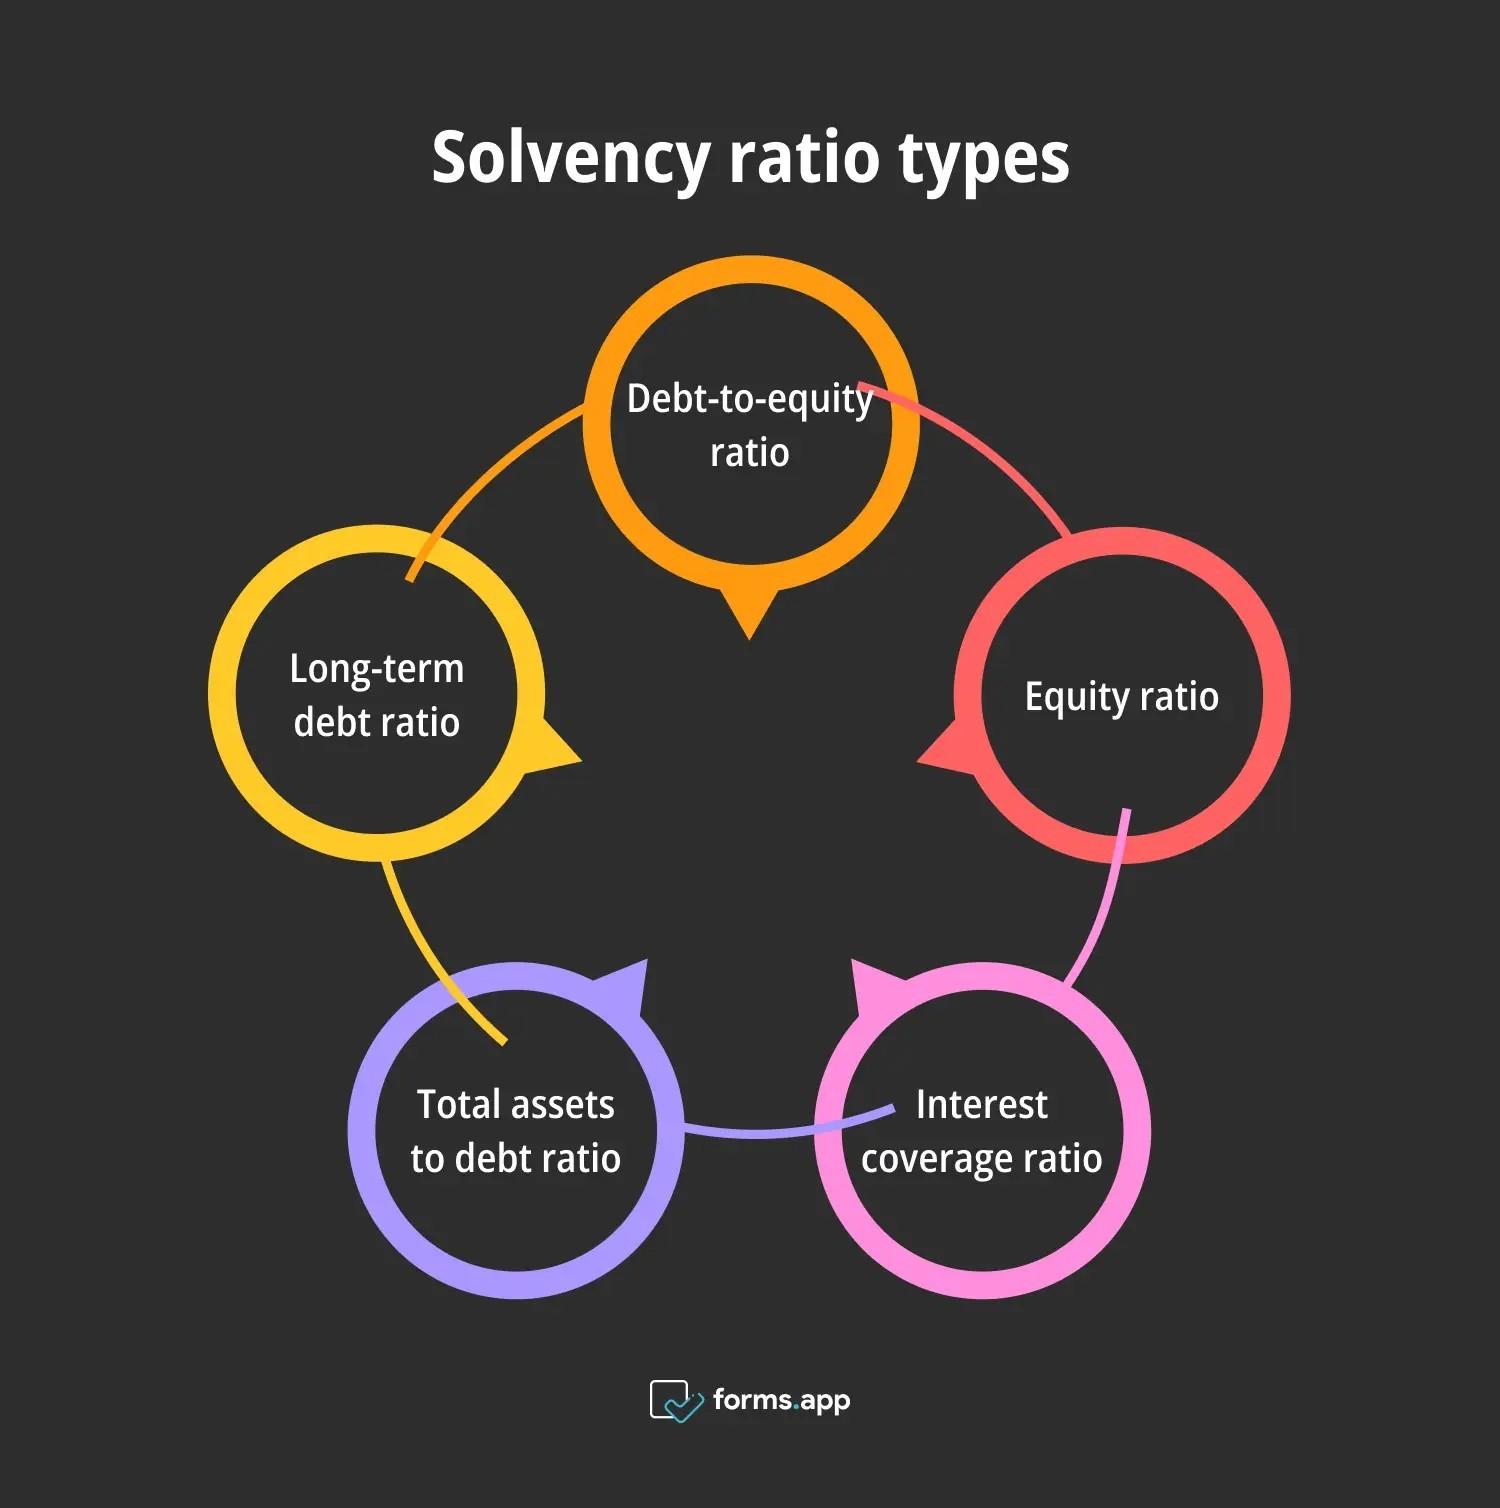 Solvency ratio types
Debt-to-equity
ratio
Long-term
debt ratio
Equity ratio
Total assets
to debt ratio
Interest
coverage ratio
forms.app